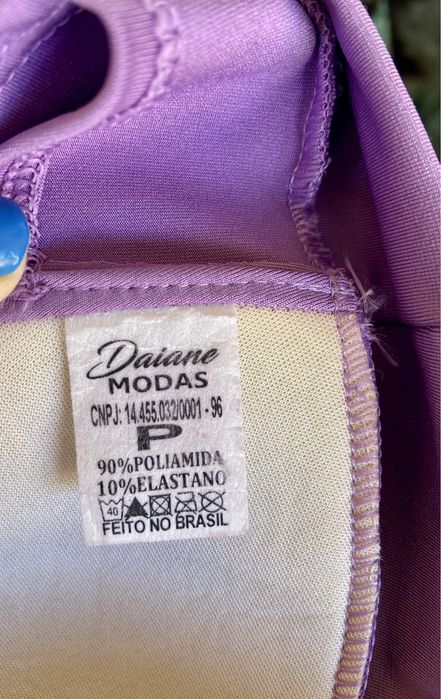 Daiane
MODAS
CNPJ: 14.455.032/0001 - 96
P
90%POLIAMIDA
10%ELASTANO
40
FEITO NO BRASIL